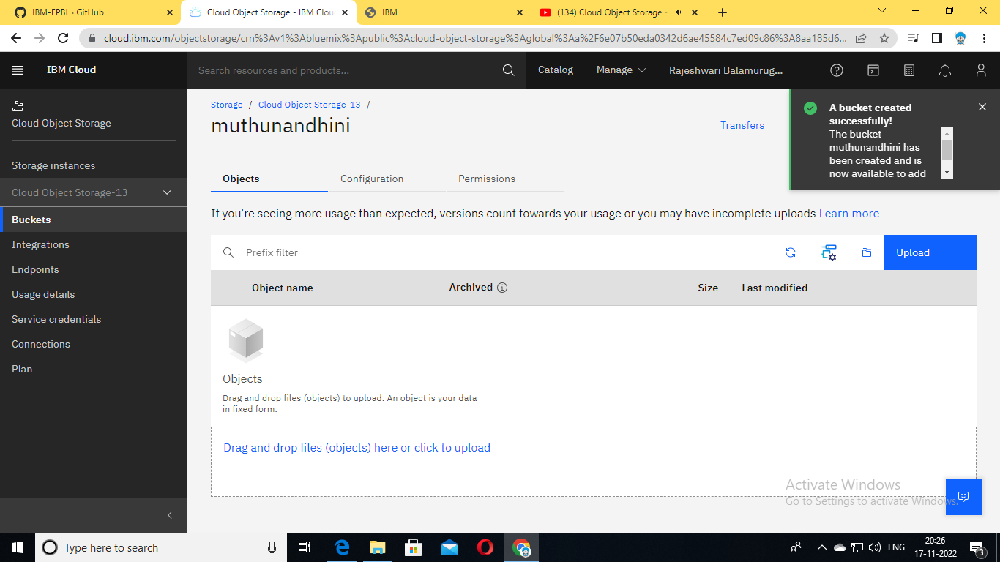 IBM-EPBL · GitHub
Cloud Object Storage - IBM Clou
IBM
(134) Cloud Object Storage -
cloud.ibm.com/objectstorage/crn%3Av1%3Abluemix%3Apublic%3Acloud-object-storage%3Aglobal%3Aa%2F6e07b50eda0342d6ae45584c7ed09c86%3A8aa185d6...
IBM Cloud
Search resources and products...
Catalog
Manage
Rajeshwari Balamurug...
Cloud Object Storage
Storage instances
Cloud Object Storage-13
Buckets
Integrations
Endpoints
Usage details
Service credentials
Connections
Plan
Storage / Cloud Object Storage-13 /
muthunandhini
Transfers
A bucket created
successfully!
The bucket
muthunandhini has
been created and is
now available to add
Objects
Configuration
Permissions
If you're seeing more usage than expected, versions count towards your usage or you may have incomplete uploads Learn more
Prefix filter
Upload
Object name
Archived
Size
Last modified
Objects
Drag and drop files (objects) to upload. An object is your data
in fixed form.
Drag and drop files (objects) here or click to upload
Activate Windows
Go to Settings to activate Windows.
Type here to search
ENG
20:26
17-11-2022
3